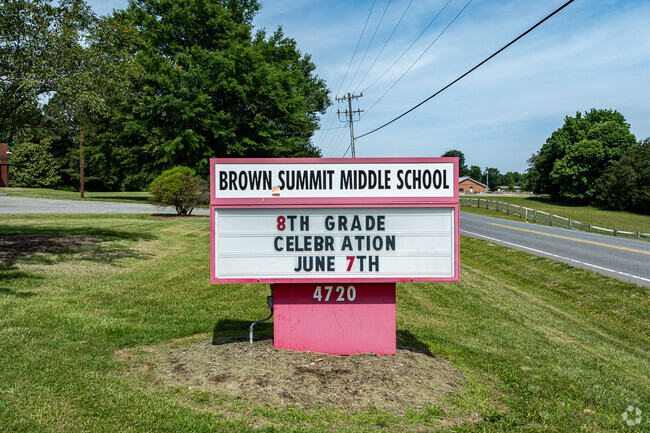 BROWN SUMMIT MIDDLE SCHOOL
8TH GRADE
CELEBR ATION
JUNE 7TH
4720